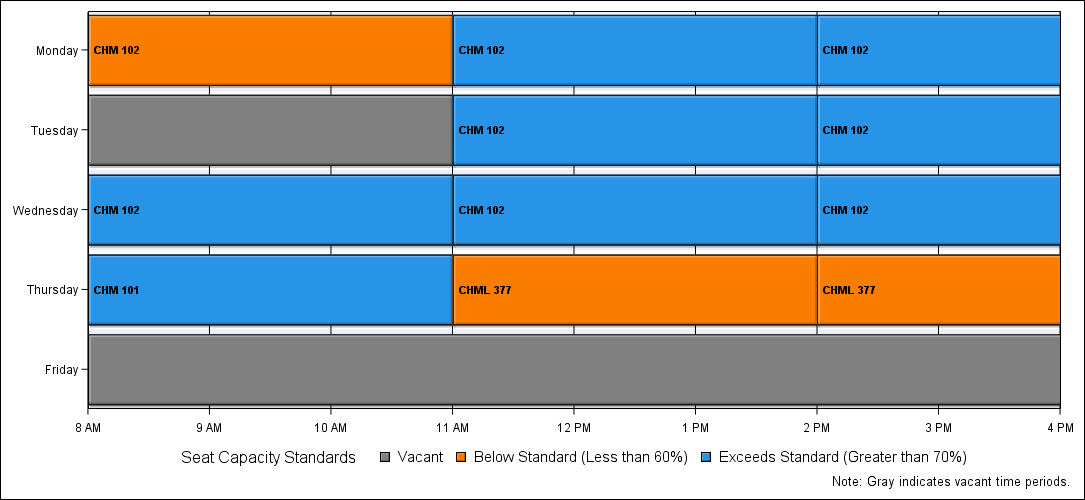 Monday
CHM 102 CHM 102 CHM 102
Tuesday
CHM 102 CHM 102
Wednesday
CHM 102 CHM 102 CHM 102
Thursday
CHM 101 CHML 377 CHML 377
Friday
8 AM 9 AM 10 AM 11 AM 12 PM 1 PM 2 PM 3 PM 4 PM
Seat Capacity Standards Vacant Below Standard (Less than 60%) Exceeds Standard (Greater than 70%)
Note: Gray indicates vacant time periods.